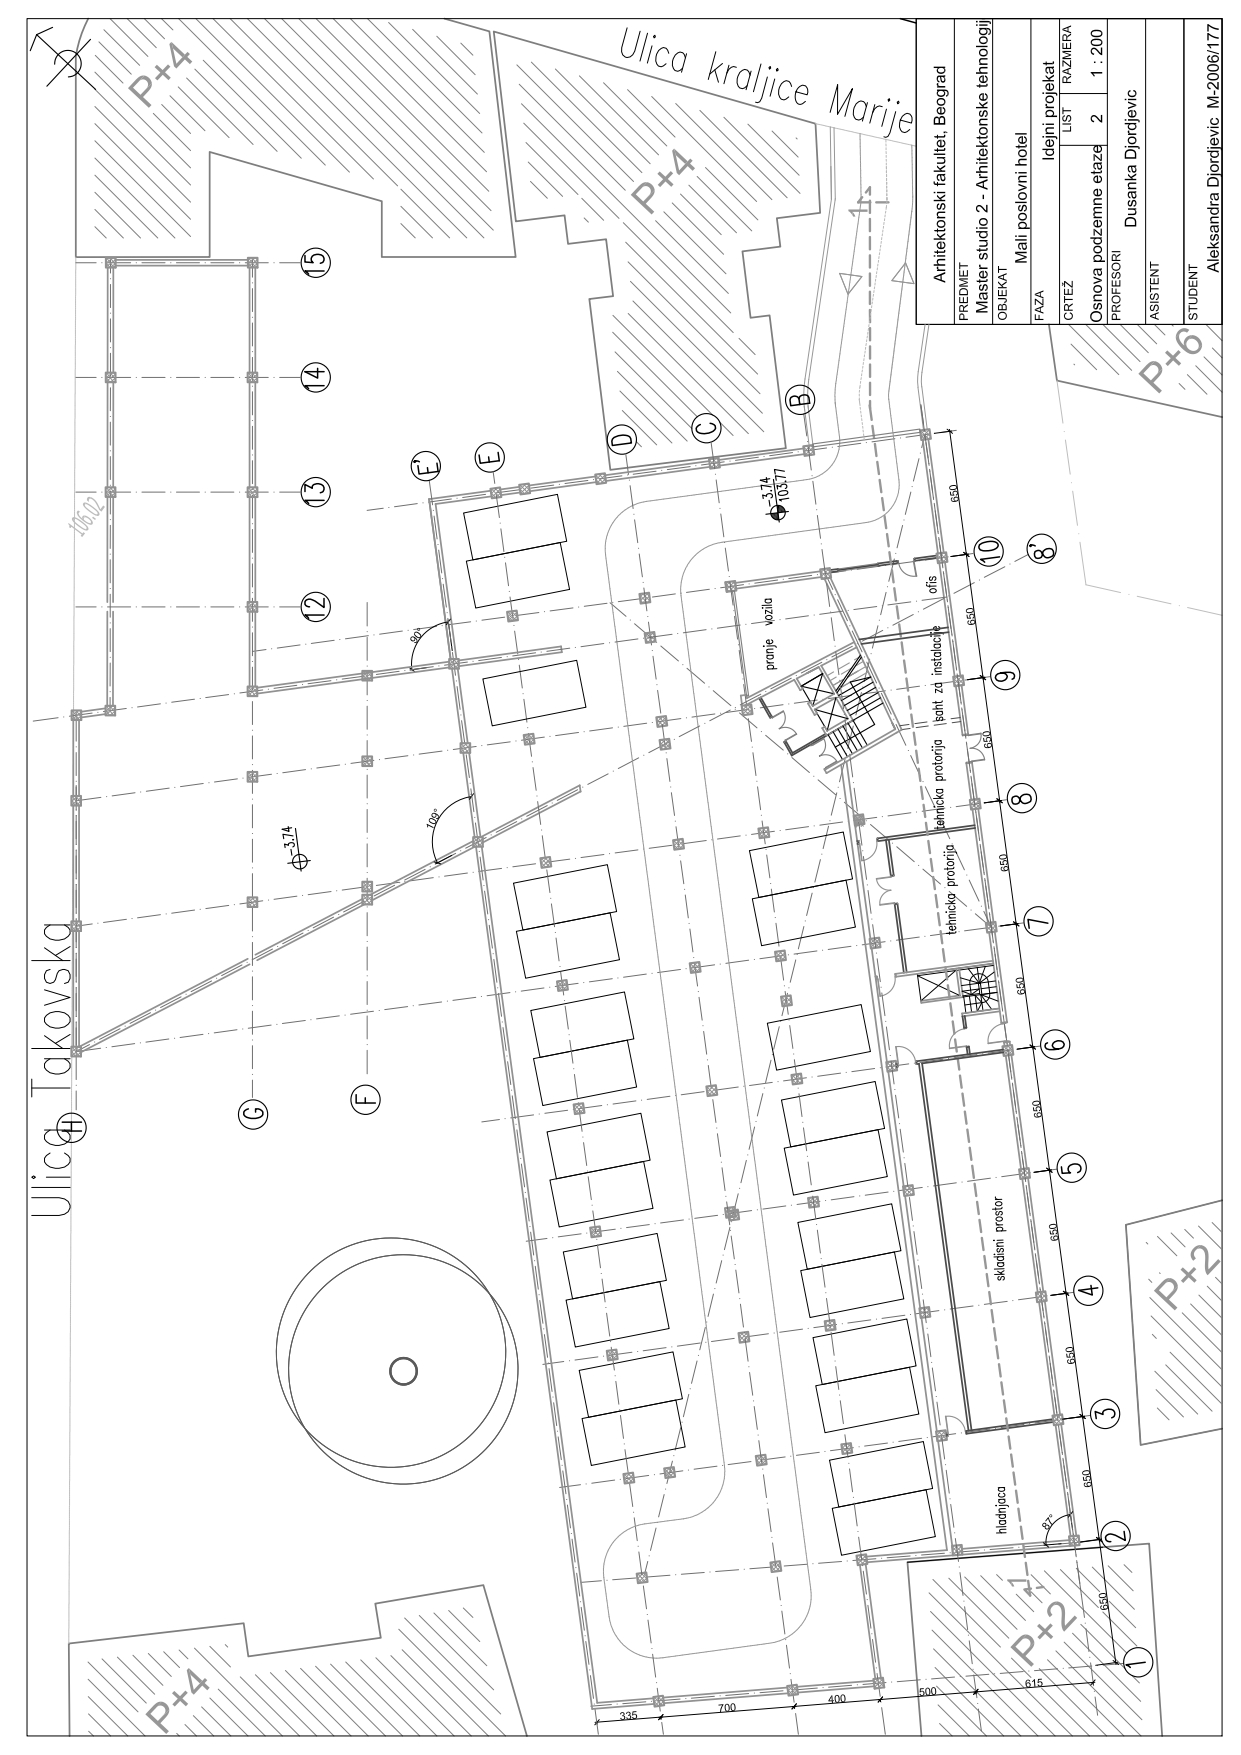 Ulica Takovska
H
106.02
P+4
P+4
G
-3.74
12
13
14
15
F
109°
90°
E'
E
335
D
P+4
Ulica kraljice Marije
700
C
pranje vozila
-3.74
103.77
B
400
1
500
tehnicka protorija
tehnicka protorija
saht za instalacije
ofis
hladnjaca
skladisni prostor
615
1
P+2
87°
650
650
650
650
650
650
650
650
650
650
1
2
3
4
5
6
7
8
9
10
8'
P+2
P+6
Arhitektonski fakultet, Beograd
PREDMET
Master studio 2 - Arhitektonske tehnologij
OBJEKAT
Mali poslovni hotel
FAZA
Idejni projekat
CRTEŽ
LIST
RAZMERA
Osnova podzemne etaze
2
1 : 200
PROFESORI
Dusanka Djordjevic
ASISTENT
STUDENT
Aleksandra Djordjevic M-2006/177